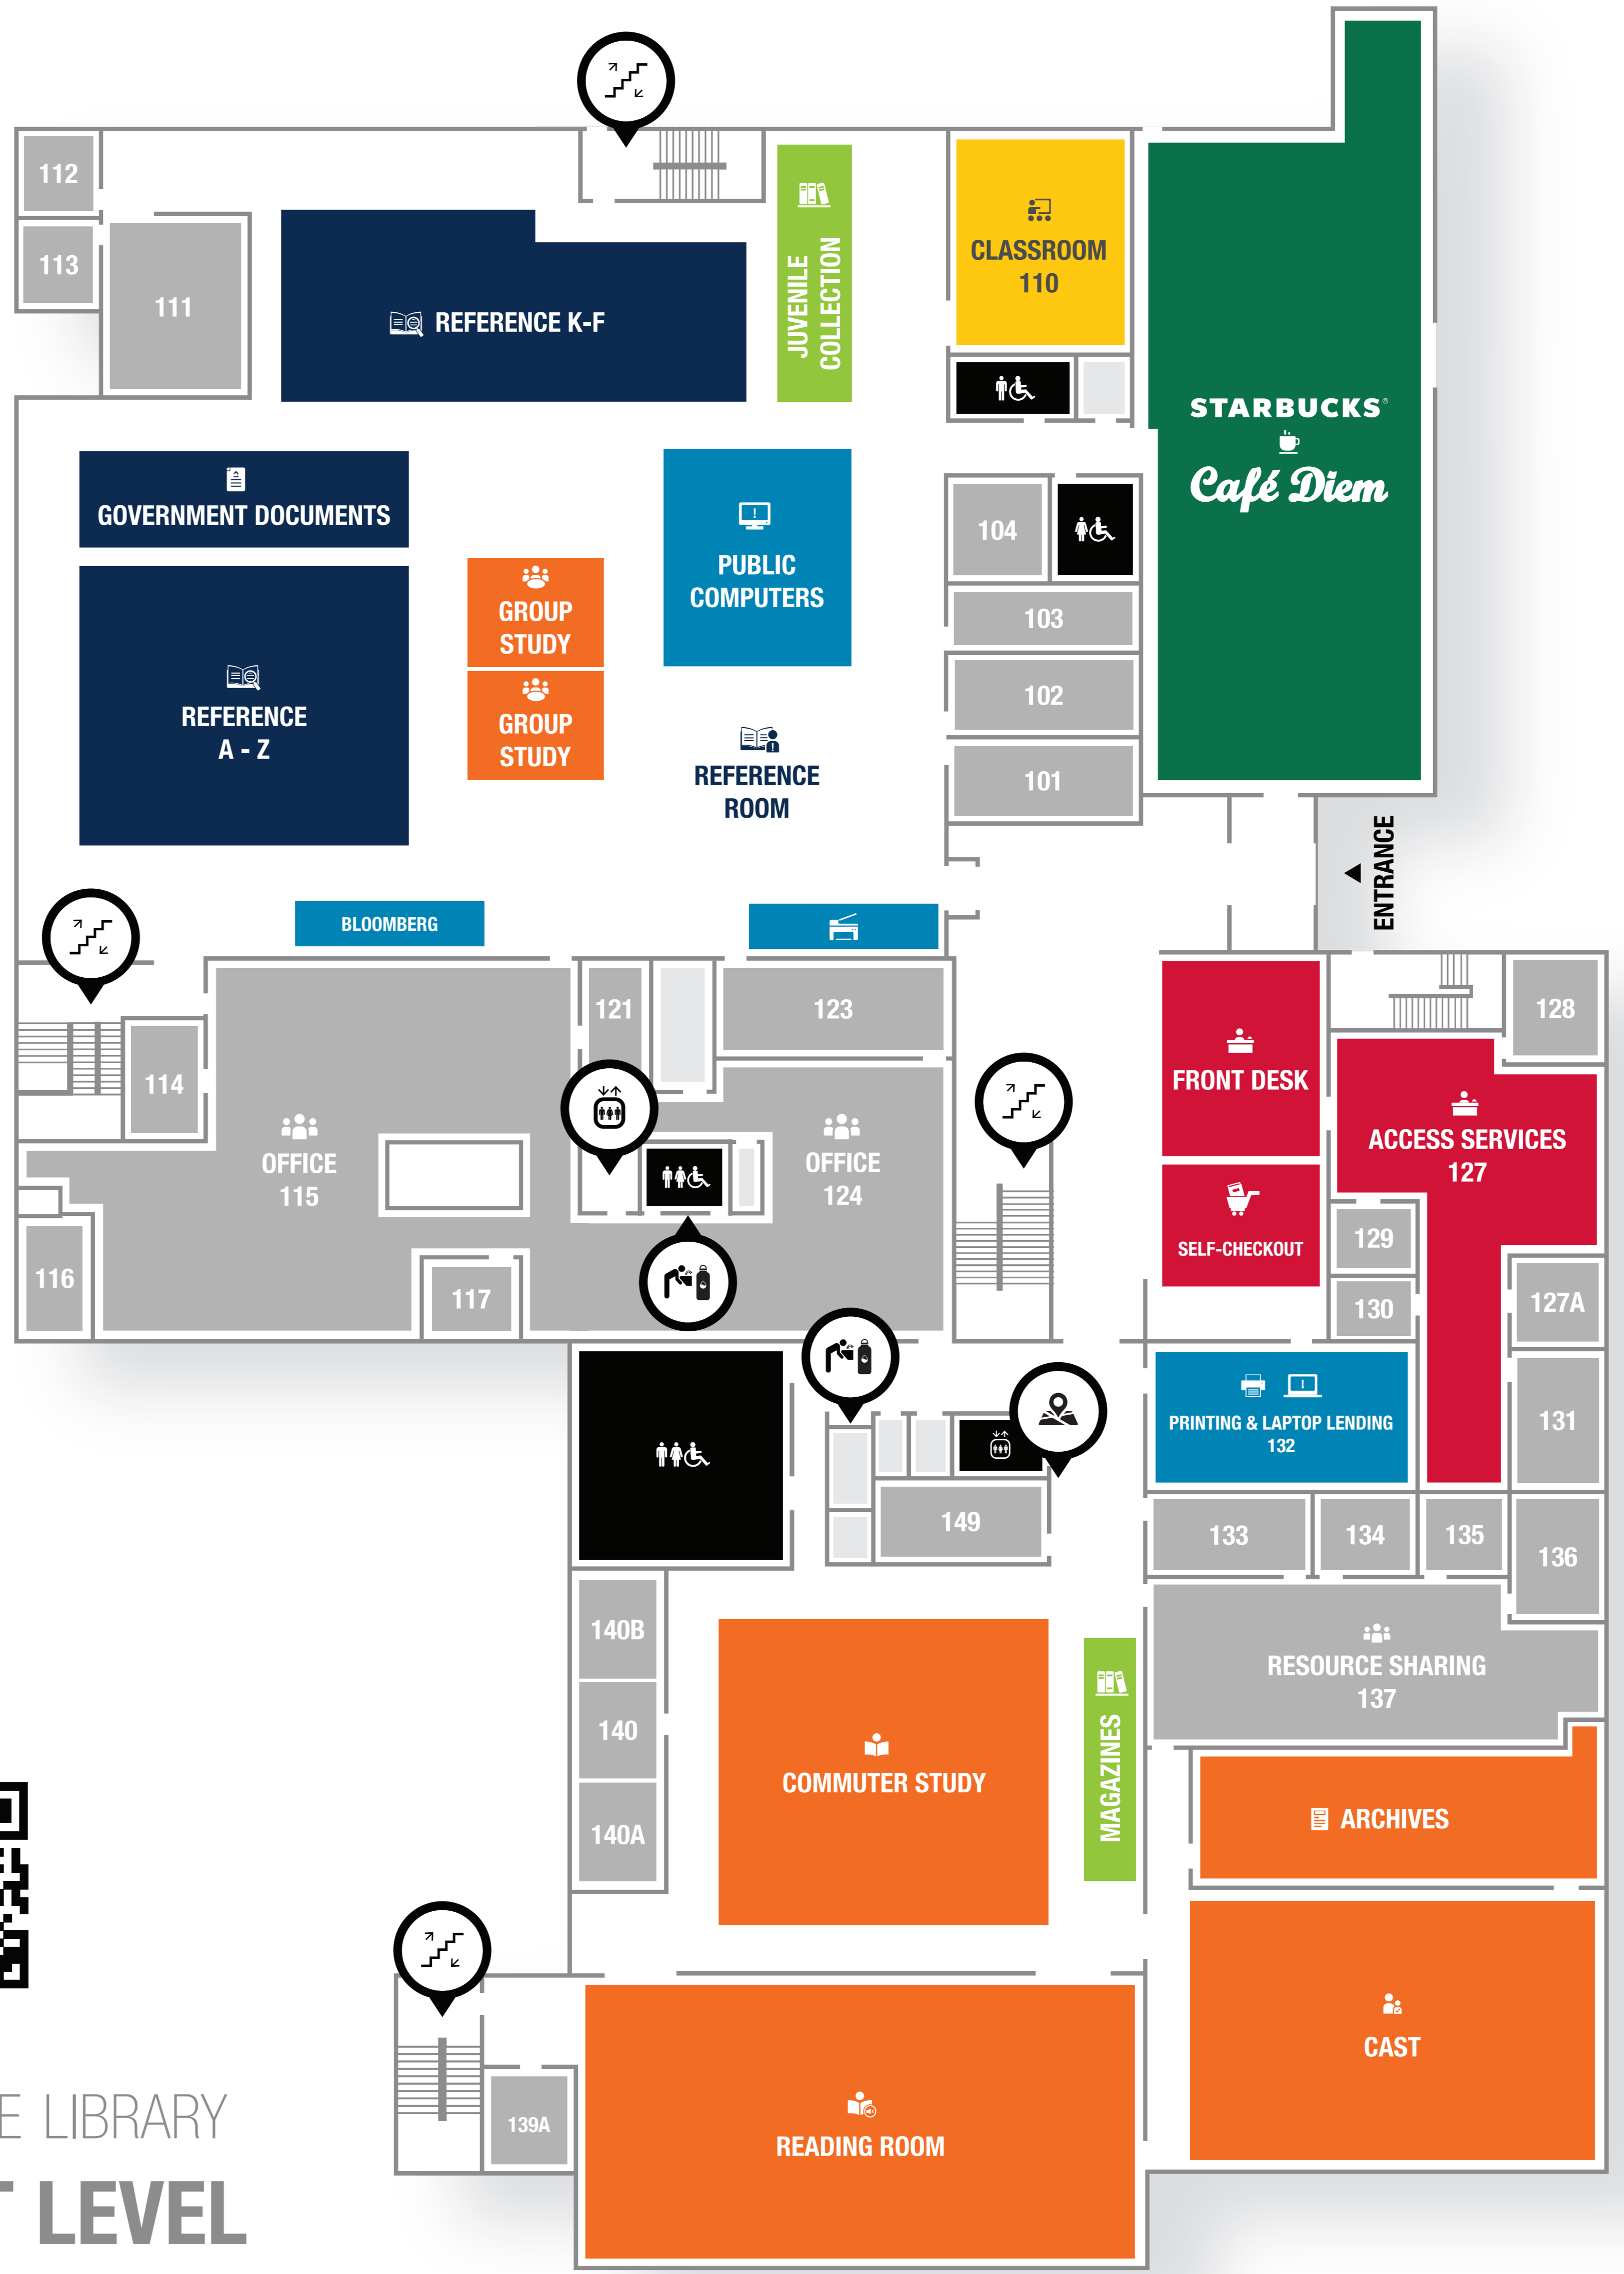 112
113
111
REFERENCE K-F
JUVENILE
COLLECTION
CLASSROOM
110
STARBUCKS®
Café Diem
GOVERNMENT DOCUMENTS
PUBLIC
COMPUTERS
104
GROUP
STUDY
103
REFERENCE
A - Z
GROUP
STUDY
102
REFERENCE
ROOM
101
ENTRANCE
BLOOMBERG
121
123
128
114
FRONT DESK
ACCESS SERVICES
127
OFFICE
115
OFFICE
124
SELF-CHECKOUT
129
116
117
130
127A
PRINTING & LAPTOP LENDING
132
131
149
133
134
135
136
140B
RESOURCE SHARING
137
140
COMMUTER STUDY
MAGAZINES
140A
ARCHIVES
CAST
139A
READING ROOM
E LIBRARY
T LEVEL